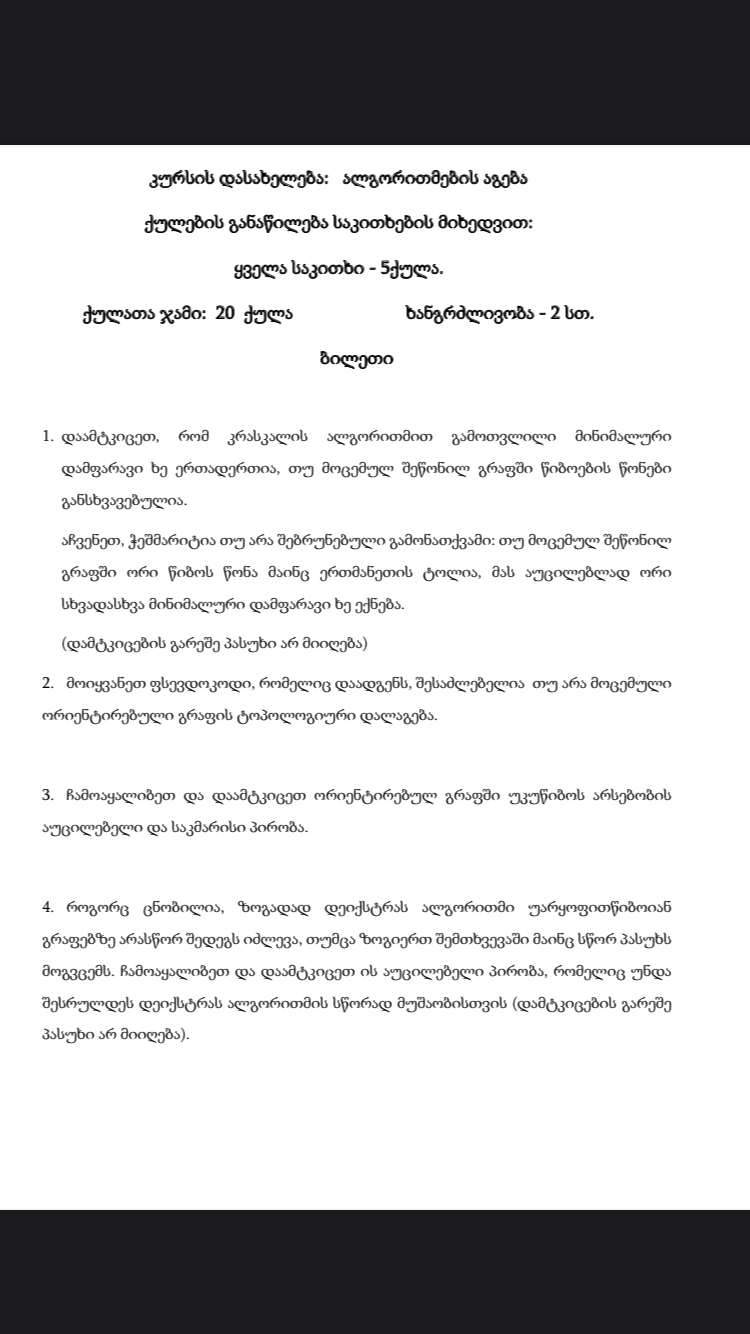 კურსის დასახელება: ალგორითმების აგება
ქულების განაწილება საკითხების მიხედვით:
ყველა საკითხი - 5ქულა.
ქულათა ჯამი: 20 ქულა ხანგრძლივობა - 2 სთ.
ბილეთი
1. დაამტკიცეთ, რომ კრასკალის ალგორითმით გამოთვლილი მინიმალური
დამფარავი ხე ერთადერთია, თუ მოცემულ შეწონილ გრაფში წიბოების წონები
განსხვავებულია.
აჩვენეთ, ჭეშმარიტია თუ არა შებრუნებული გამონათქვამი: თუ მოცემულ შეწონილ
გრაფში ორი წიბოს წონა მაინც ერთმანეთის ტოლია, მას აუცილებლად ორი
სხვადასხვა მინიმალური დამფარავი ხე ექნება.
(დამტკიცების გარეშე პასუხი არ მიიღება)
2. მოიყვანეთ ფსევდოკოდი, რომელიც დაადგენს, შესაძლებელია თუ არა მოცემული
ორიენტირებული გრაფის ტოპოლოგიური დალაგება.
3. ჩამოაყალიბეთ და დაამტკიცეთ ორიენტირებულ გრაფში უკუწიბოს არსებობის
აუცილებელი და საკმარისი პირობა.
4. როგორც ცნობილია, ზოგადად დეიქსტრას ალგორითმი უარყოფითწიბოიან
გრაფებზე არასწორ შედეგს იძლევა, თუმცა ზოგიერთ შემთხვევაში მაინც სწორ პასუხს
მოგვცემს. ჩამოაყალიბეთ და დაამტკიცეთ ის აუცილებელი პირობა, რომელიც უნდა
შესრულდეს დეიქსტრას ალგორითმის სწორად მუშაობისთვის (დამტკიცების გარეშე
პასუხი არ მიიღება).